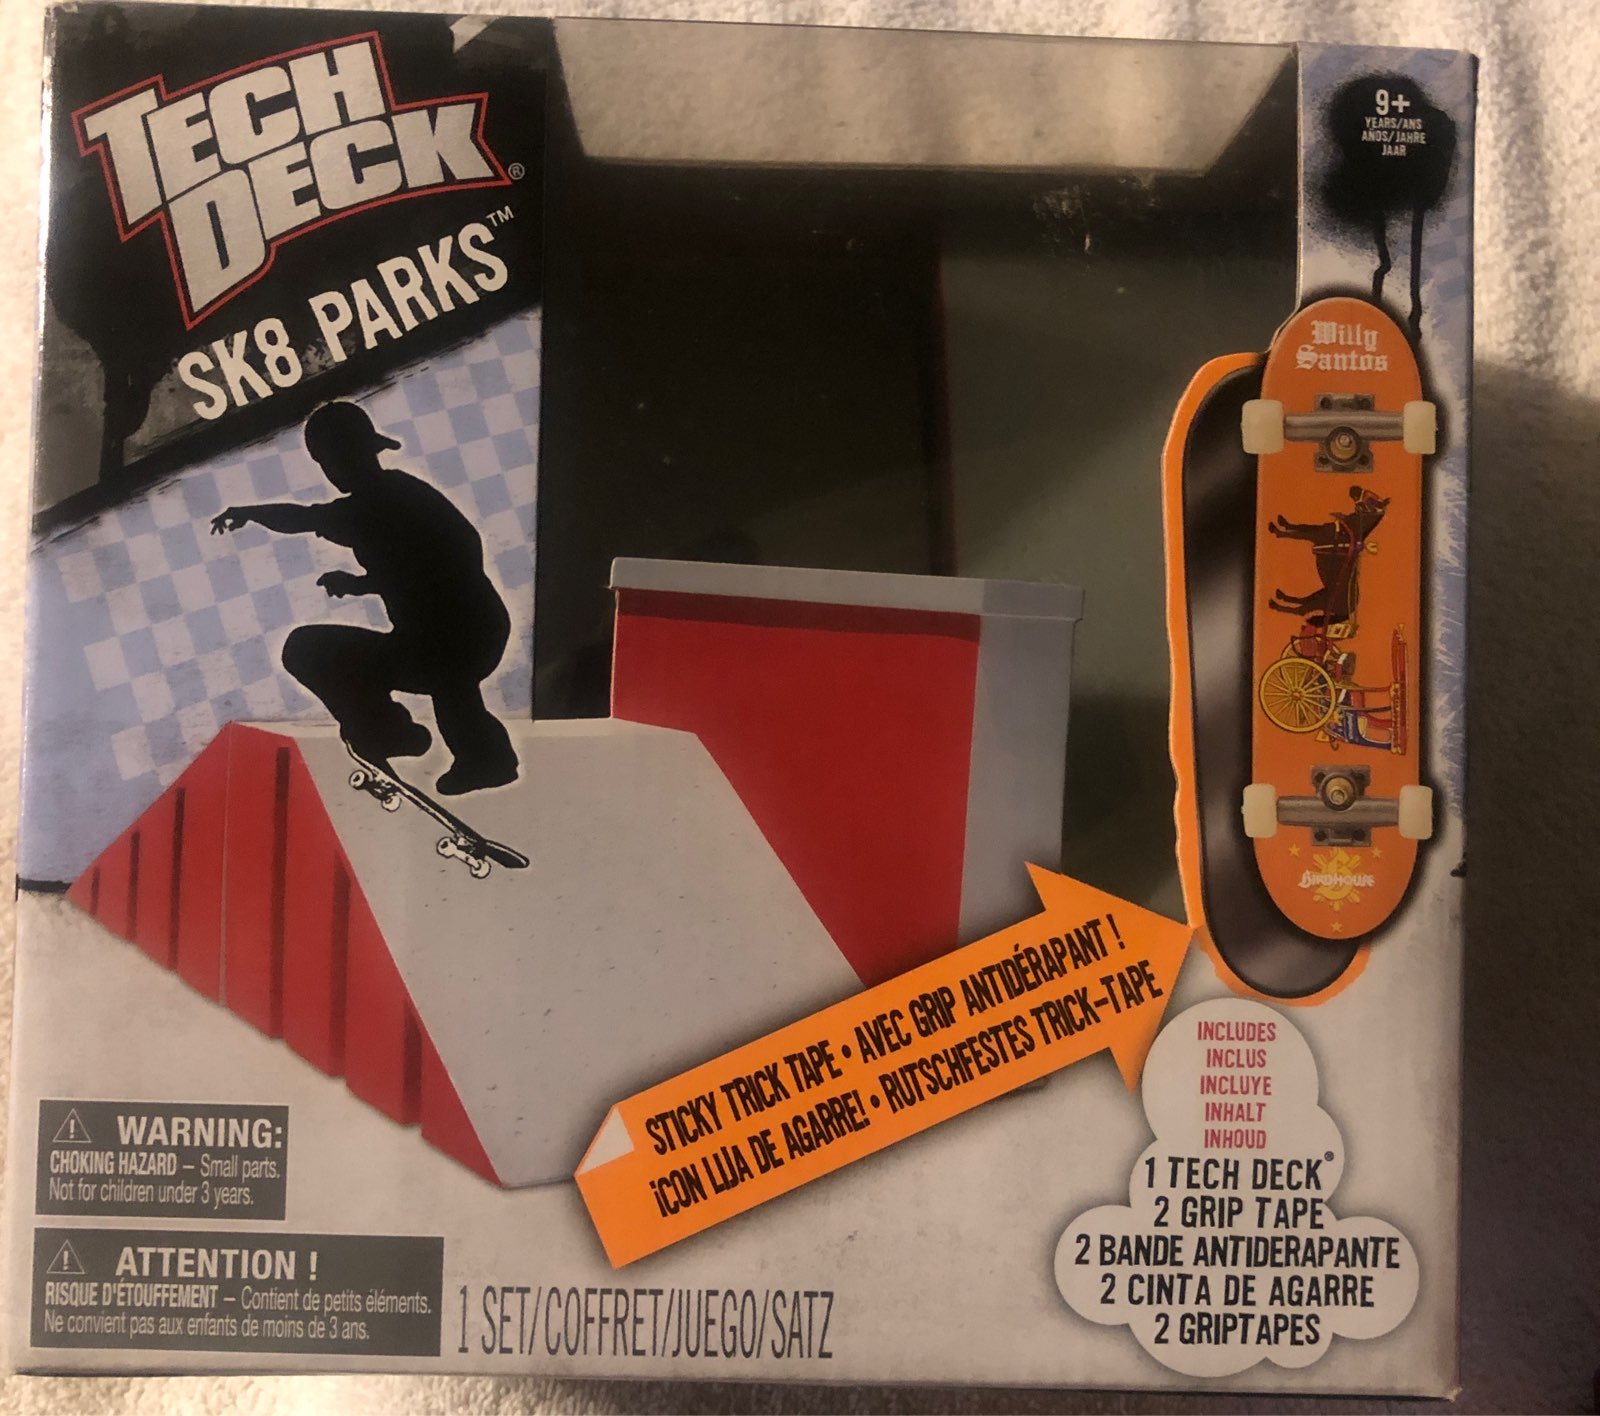 TECH
DECK®
SK8 PARKS™
9+
YEARS/ANS
AÑOS/JAHRE
JAAR
Willy
Santos
BIRDHOUSE
STICKY TRICK TAPE • AVEC GRIP ANTIDÉRAPANT !
¡CON LIJA DE AGARRE! • RUTSCHFESTES TRICK-TAPE
INCLUDES
INCLUS
INCLUYE
INHALT
INHOUD
1 TECH DECK®
2 GRIP TAPE
2 BANDE ANTIDERAPANTE
2 CINTA DE AGARRE
2 GRIPTAPES
WARNING:
CHOKING HAZARD – Small parts.
Not for children under 3 years.
ATTENTION !
RISQUE D'ÉTOUFFEMENT – Contient de petits éléments.
Ne convient pas aux enfants de moins de 3 ans.
1 SET/COFFRET/JUEGO/SATZ